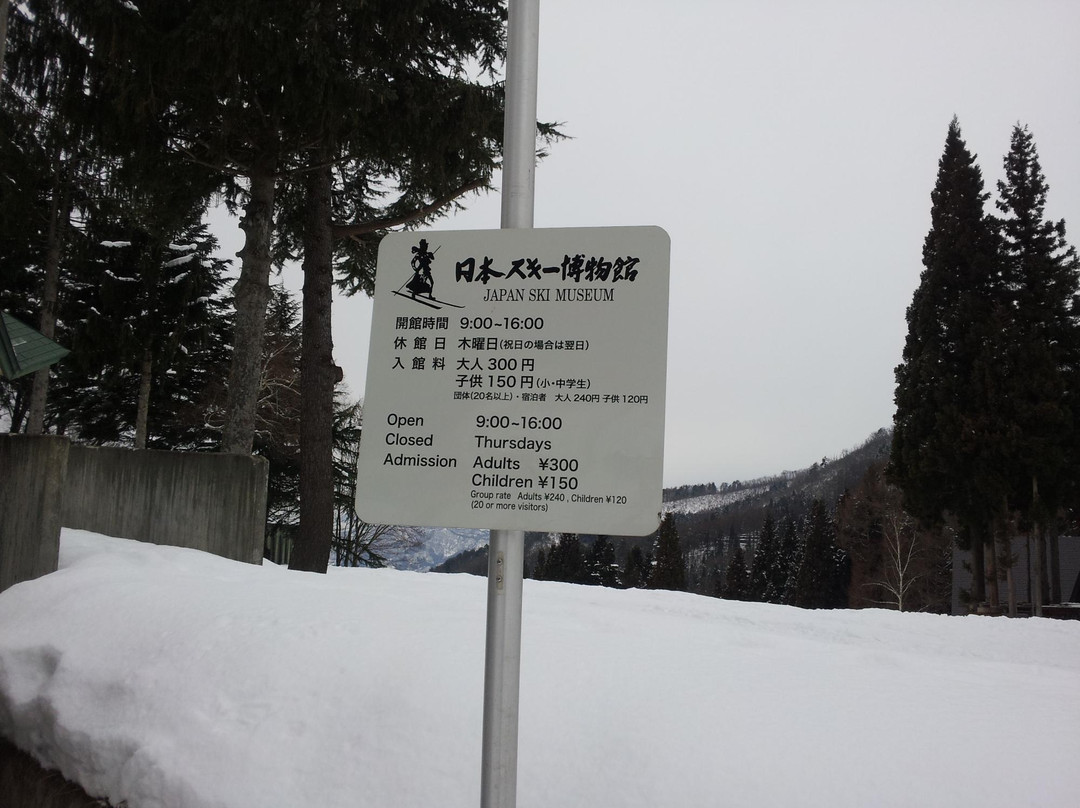 日本スキー博物館
JAPAN SKI MUSEUM
開館時間 9:00~16:00
休館日 木曜日(祝日の場合は翌日)
入館料 大人 300 円
子供 150 円 (小・中学生)
団体(20名以上)・宿泊者 大人 240円 子供 120円
Open 9:00~16:00
Closed Thursdays
Admission Adults ¥300
Children ¥150
Group rate Adults ¥240 , Children ¥120
(20 or more visitors)